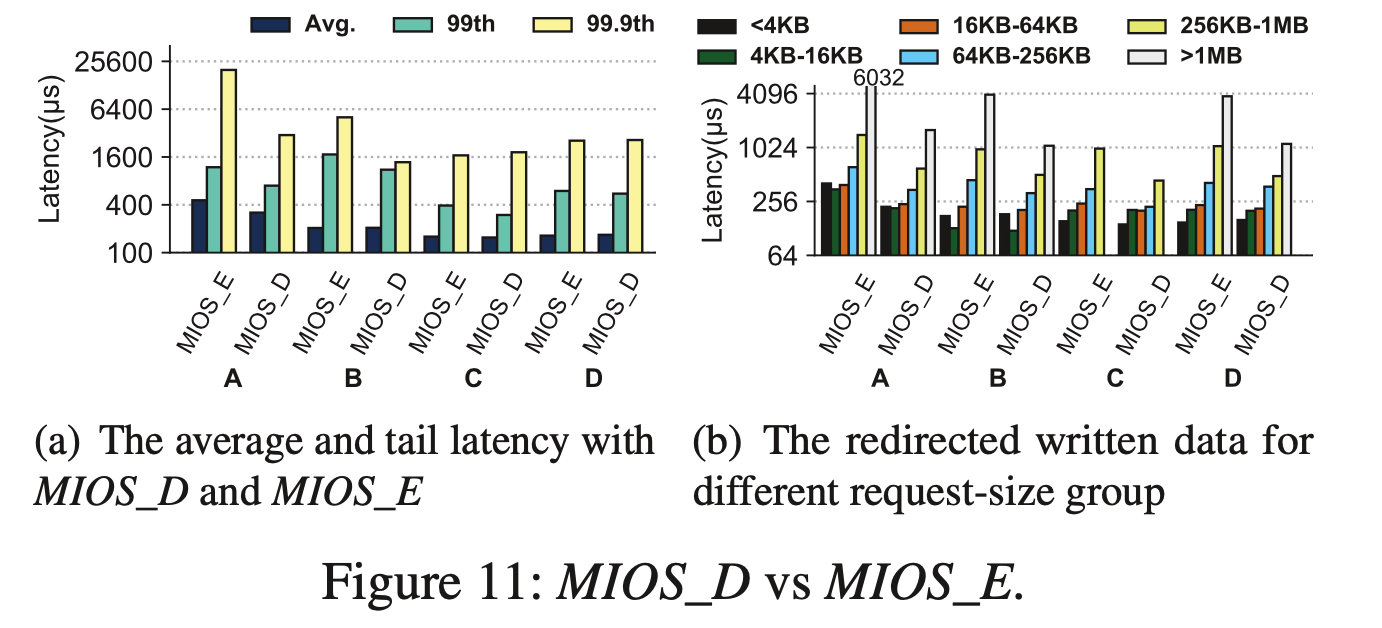 Avg. 99th 99.9th
Latency(μs)
25600
6400
1600
400
100
MIOS_E MIOS_D MIOS_E MIOS_D MIOS_E MIOS_D MIOS_E MIOS_D
A B C D
<4KB 16KB-64KB 256KB-1MB
4KB-16KB 64KB-256KB >1MB
6032
Latency(μs)
4096
1024
256
64
MIOS_E MIOS_D MIOS_E MIOS_D MIOS_E MIOS_D MIOS_E MIOS_D
A B C D
(a) The average and tail latency with
MIOS_D and MIOS_E
(b) The redirected written data for
different request-size group
Figure 11: MIOS_D vs MIOS_E.